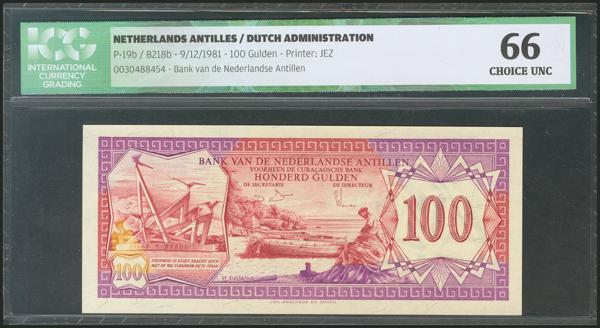 ICG
INTERNATIONAL
CURRENCY
GRADING
NETHERLANDS ANTILLES / DUTCH ADMINISTRATION
P-19b / B218b - 9/12/1981 - 100 Gulden - Printer: JEZ
0030488454 - Bank van de Nederlandse Antillen
66
CHOICE UNC
BANK VAN DE NEDERLANDSE ANTILLEN
VOORHEEN DE CURAÇAOSCHE BANK
HONDERD GULDEN
DE SECRETARIS
DE DIRECTEUR
100
100
ST. EUSTATIUS
JOH. ENSCHEDÉ EN ZONEN